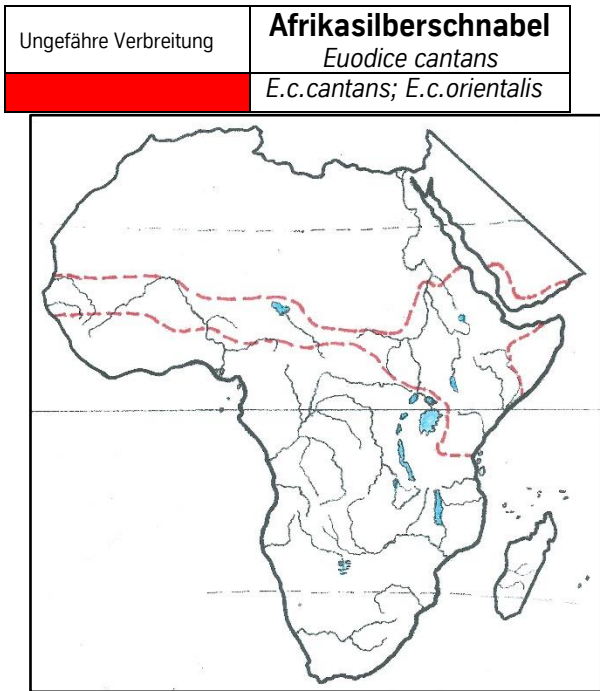 Ungefähre Verbreitung
Afrikasilberschnabel
Euodice cantans
E.c.cantans; E.c.orientalis